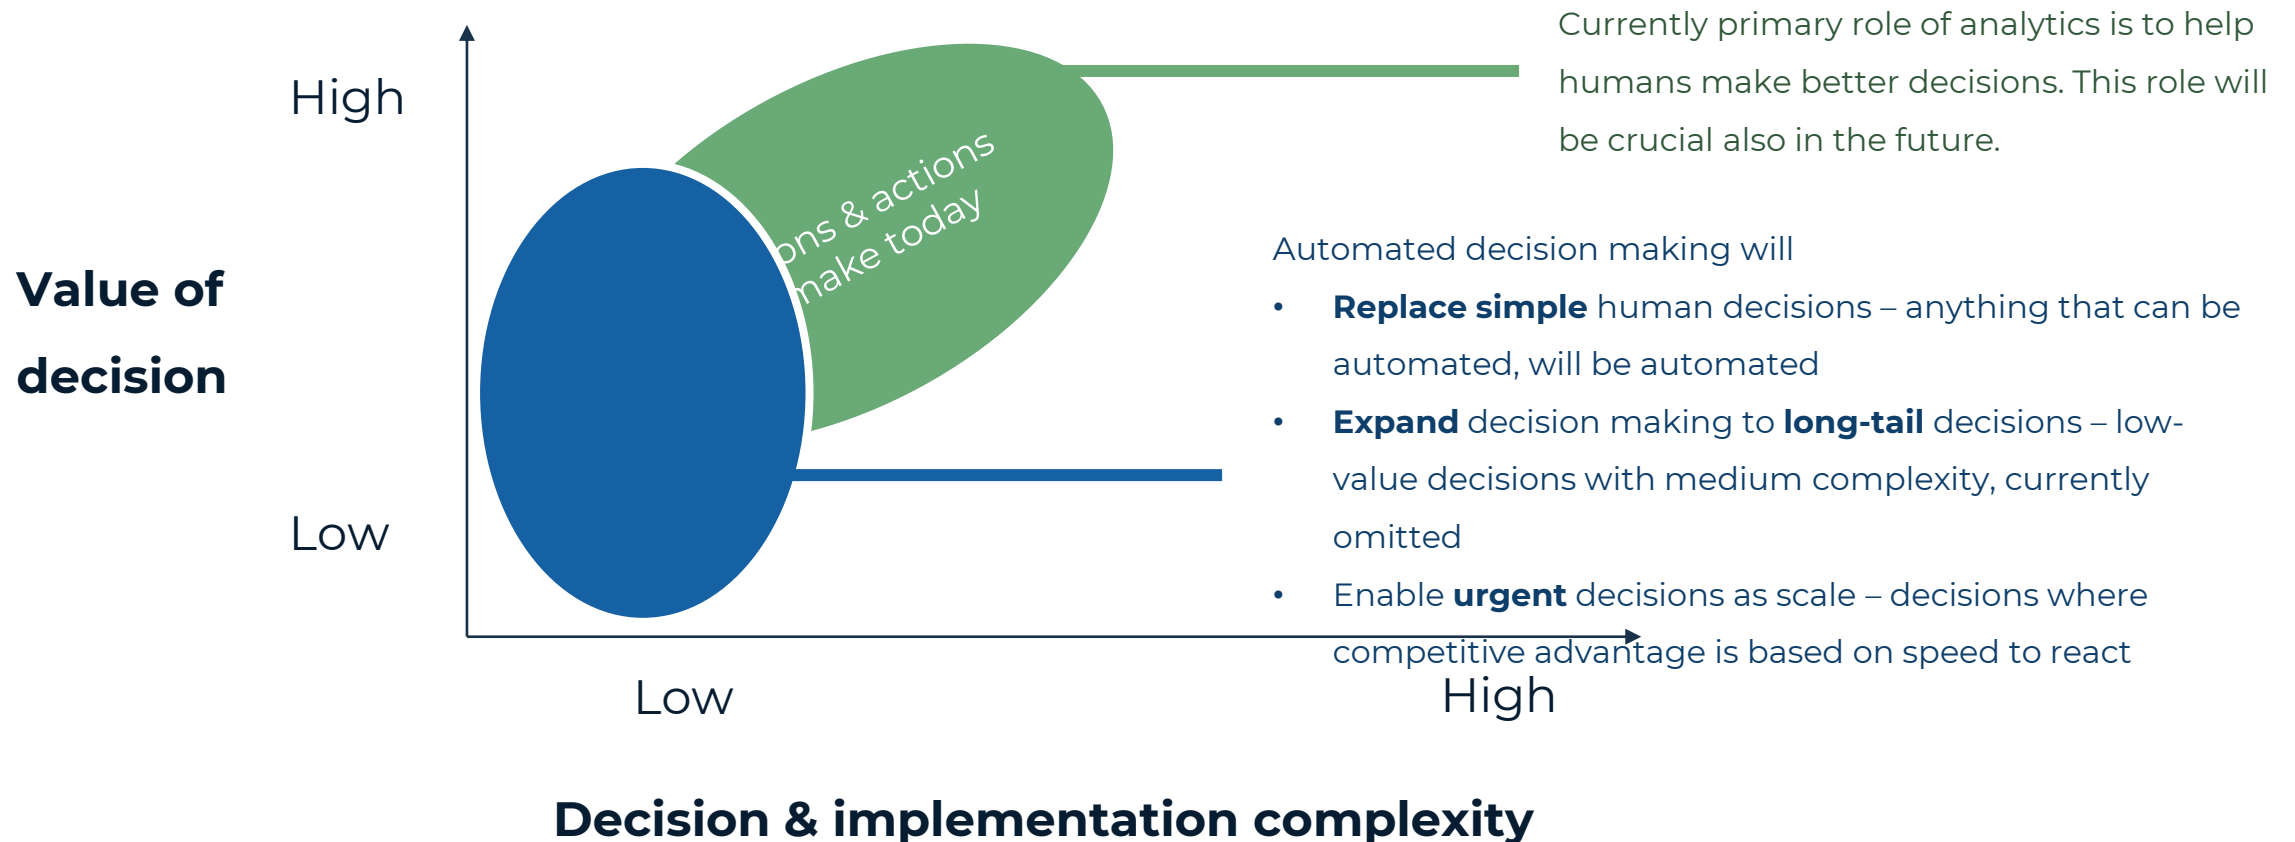 High
Value of
decision
Low
ons & actions
make today
Currently primary role of analytics is to help
humans make better decisions. This role will
be crucial also in the future.
Automated decision making will
• Replace simple human decisions – anything that can be
automated, will be automated
• Expand decision making to long-tail decisions – low-
value decisions with medium complexity, currently
omitted
• Enable urgent decisions as scale – decisions where
competitive advantage is based on speed to react
Low
High
Decision & implementation complexity